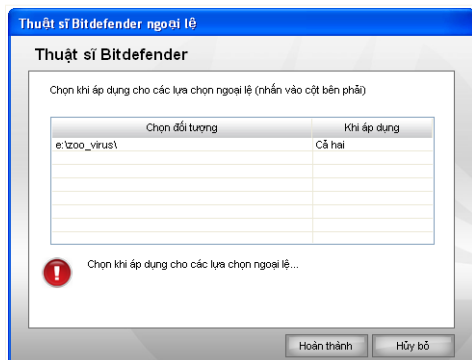 Thuật sĩ Bitdefender ngoại lệ
Thuật sĩ Bitdefender
Chọn khi áp dụng cho các lựa chọn ngoại lệ (nhấn vào cột bên phải)
Chọn đối tượng Khi áp dụng
e:\zoo_virus\ Cả hai
Chọn khi áp dụng cho các lựa chọn ngoại lệ...
Hoàn thành Hủy bỏ